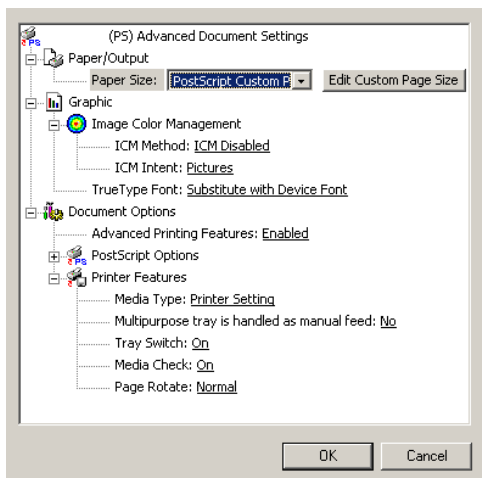 (PS) Advanced Document Settings
Paper/Output
Paper Size: PostScript Custom P Edit Custom Page Size
Graphic
Image Color Management
ICM Method: ICM Disabled
ICM Intent: Pictures
TrueType Font: Substitute with Device Font
Document Options
Advanced Printing Features: Enabled
PostScript Options
Printer Features
Media Type: Printer Setting
Multipurpose tray is handled as manual feed: No
Tray Switch: On
Media Check: On
Page Rotate: Normal
OK Cancel